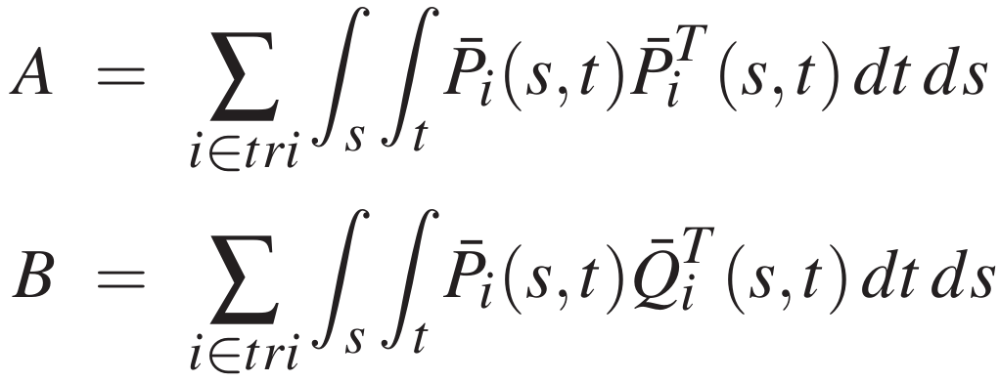 A = \sum_{i \in tri} \int_s \int_t \bar{P}_i(s,t) \bar{P}_i^T(s,t) \, dt \, ds
B = \sum_{i \in tri} \int_s \int_t \bar{P}_i(s,t) \bar{Q}_i^T(s,t) \, dt \, ds